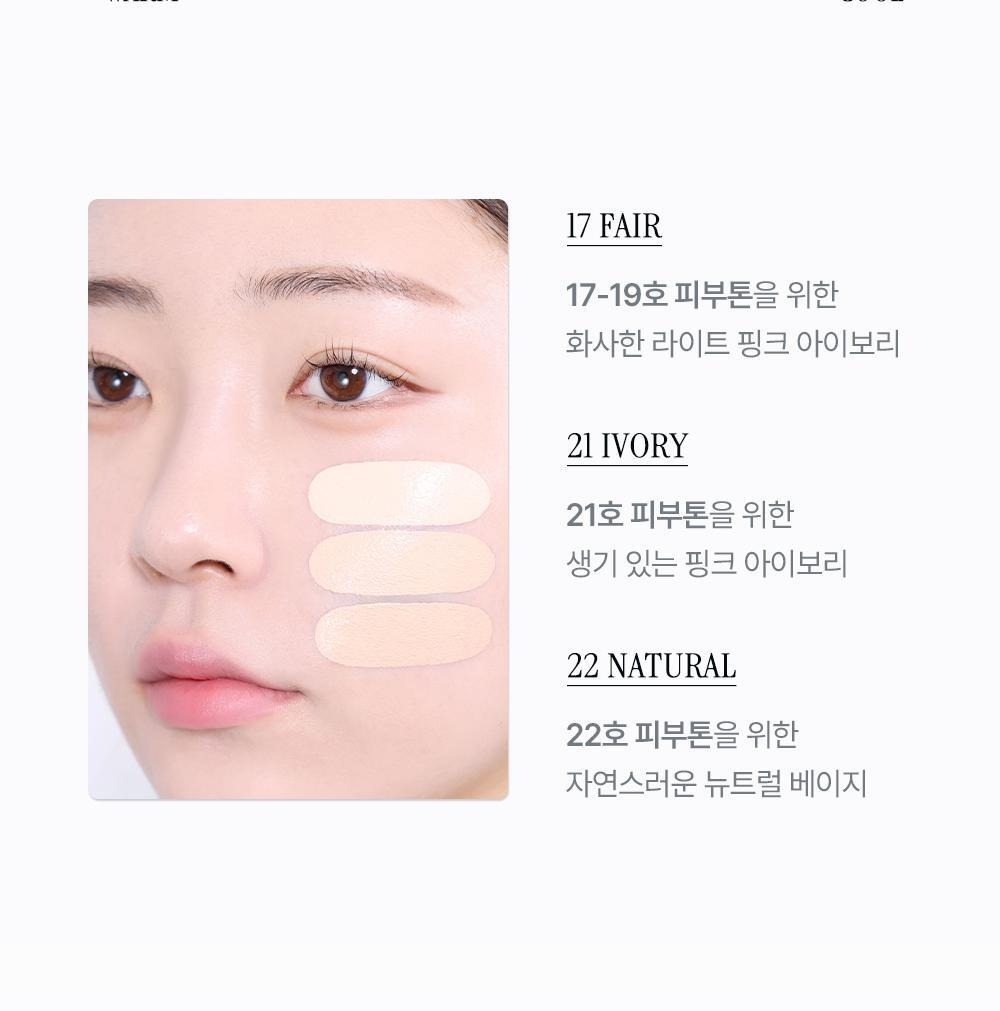 17 FAIR
17-19호 피부톤을 위한
화사한 라이트 핑크 아이보리
21 IVORY
21호 피부톤을 위한
생기 있는 핑크 아이보리
22 NATURAL
22호 피부톤을 위한
자연스러운 뉴트럴 베이지